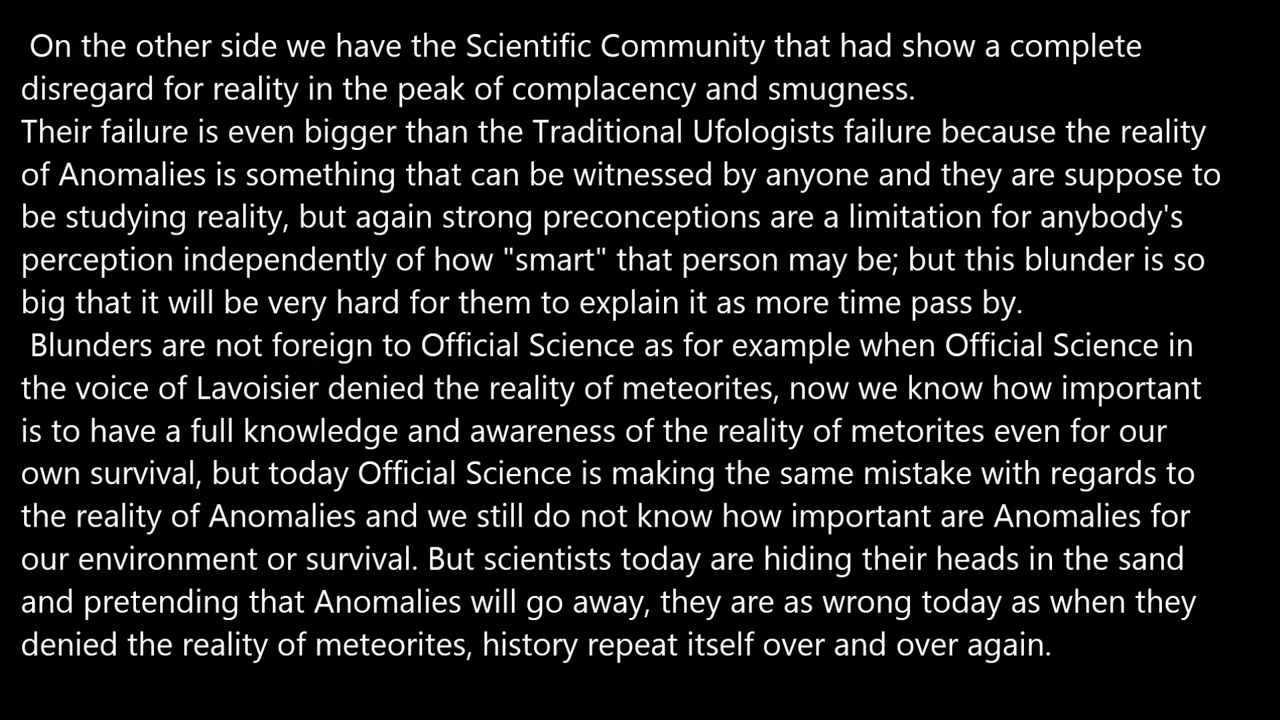 On the other side we have the Scientific Community that had show a complete
disregard for reality in the peak of complacency and smugness.
Their failure is even bigger than the Traditional Ufologists failure because the reality
of Anomalies is something that can be witnessed by anyone and they are suppose to
be studying reality, but again strong preconceptions are a limitation for anybody's
perception independently of how "smart" that person may be; but this blunder is so
big that it will be very hard for them to explain it as more time pass by.
Blunders are not foreign to Official Science as for example when Official Science in
the voice of Lavoisier denied the reality of meteorites, now we know how important
is to have a full knowledge and awareness of the reality of metorites even for our
own survival, but today Official Science is making the same mistake with regards to
the reality of Anomalies and we still do not know how important are Anomalies for
our environment or survival. But scientists today are hiding their heads in the sand
and pretending that Anomalies will go away, they are as wrong today as when they
denied the reality of meteorites, history repeat itself over and over again.